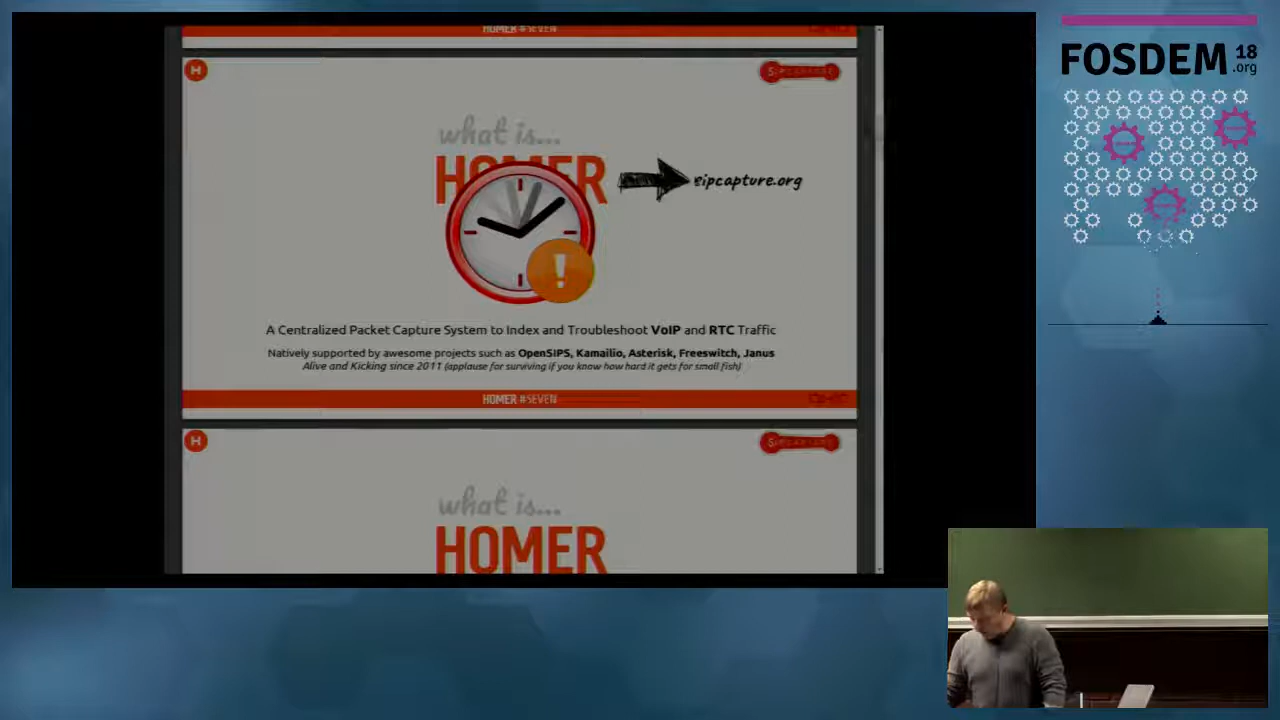 HOMER #SEVEN
H
SIPCAPTURE
what is...
HOMER
sipcapture.org
!
A Centralized Packet Capture System to Index and Troubleshoot VoIP and RTC Traffic
Natively supported by awesome projects such as OpenSIPS, Kamailio, Asterisk, Freeswitch, Janus
Alive and Kicking since 2011 (applause for surviving if you know how hard it gets for small fish)
HOMER #SEVEN
H
SIPCAPTURE
what is...
HOMER
FOSDEM 18
.org